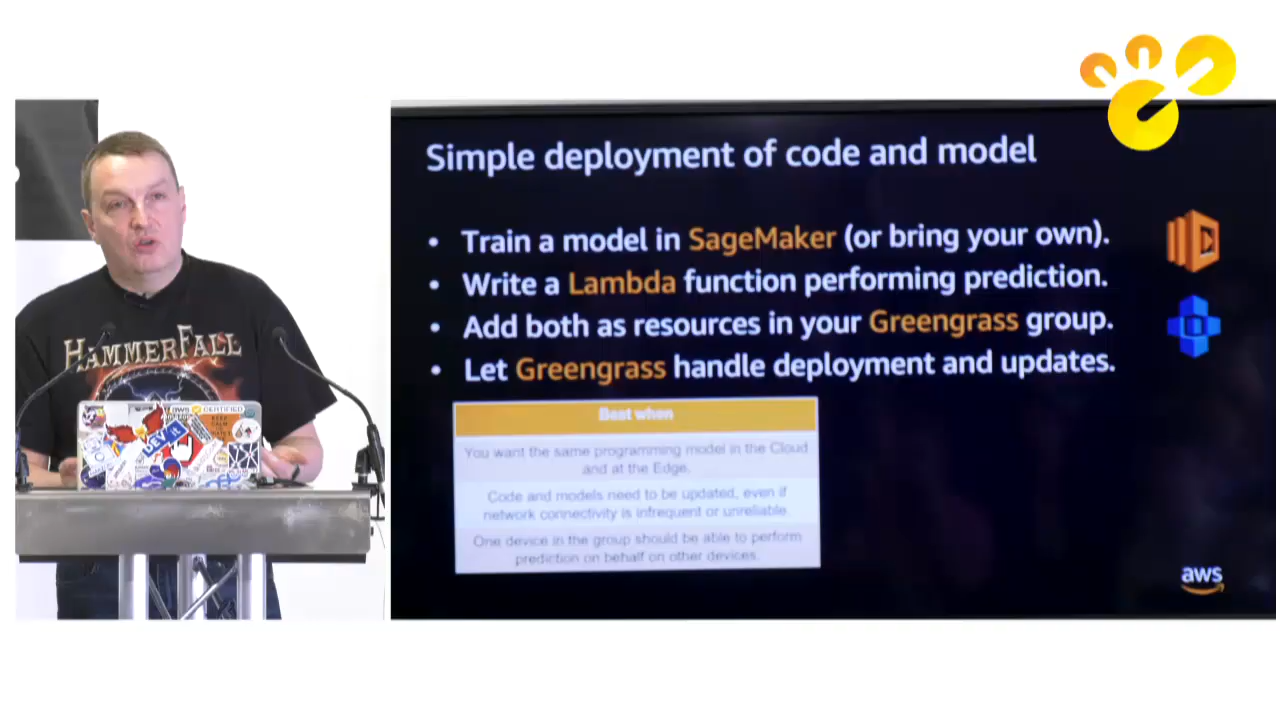 Simple deployment of code and model
• Train a model in SageMaker (or bring your own).
• Write a Lambda function performing prediction.
• Add both as resources in your Greengrass group.
• Let Greengrass handle deployment and updates.
Best when
You want the same programming model in the Cloud
and at the Edge.
Code and models need to be updated, even if
network connectivity is infrequent or unreliable
One device in the group should be able to perform
prediction on behalf on other devices.
aws
HAMMERFALL
aws CERTIFIED
DEV it